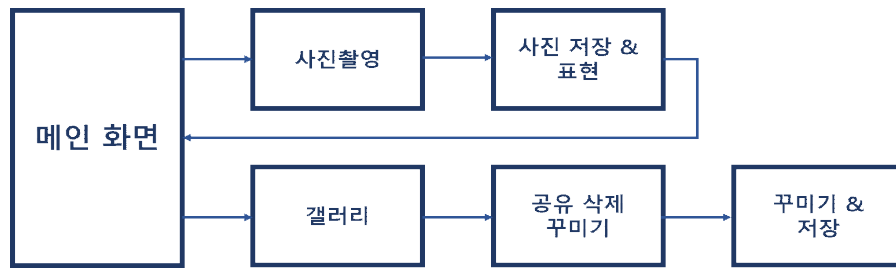 메인 화면
사진촬영
사진 저장 &
표현
갤러리
공유 삭제
꾸미기
꾸미기 &
저장